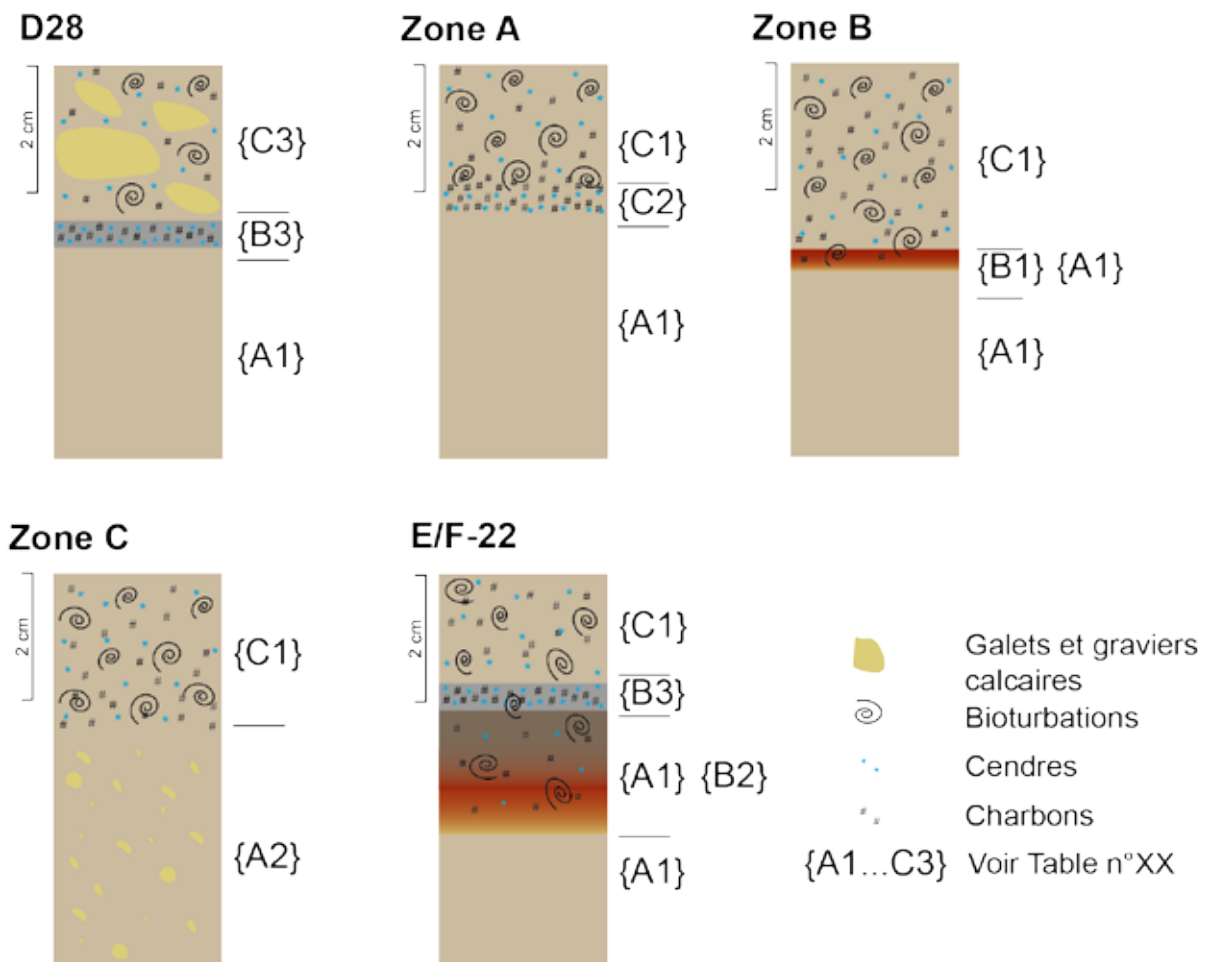 D28
2 cm
{C3}
{B3}
{A1}
Zone A
2 cm
{C1}
{C2}
{A1}
Zone B
2 cm
{C1}
{B1} {A1}
{A1}
Zone C
2 cm
{C1}
{A2}
E/F-22
2 cm
{C1}
{B3}
{A1} {B2}
{A1}
Galets et graviers
calcaires
Bioturbations
Cendres
Charbons
{A1...C3} Voir Table n°XX